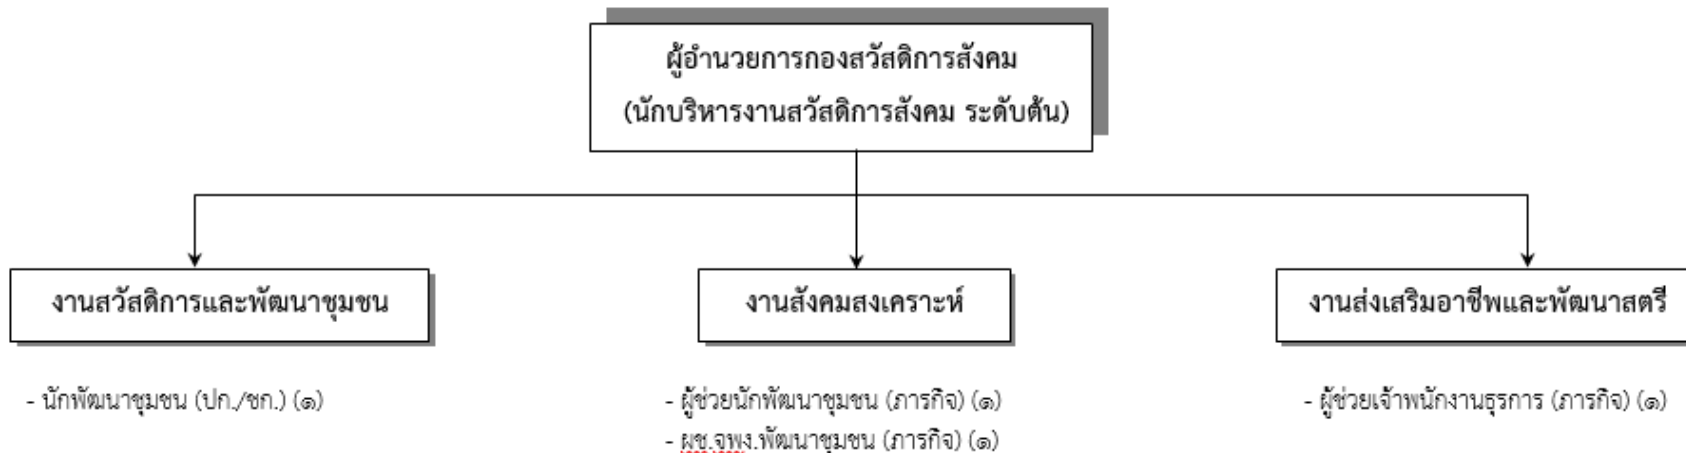 ผู้อำนวยการกองสวัสดิการสังคม
(นักบริหารงานสวัสดิการสังคม ระดับต้น)
งานสวัสดิการและพัฒนาชุมชน
งานสังคมสงเคราะห์
งานส่งเสริมอาชีพและพัฒนาสตรี
- นักพัฒนาชุมชน (ปก./ชก.) (๑)
- ผู้ช่วยนักพัฒนาชุมชน (ภารกิจ) (๑)
- ผช.จพง.พัฒนาชุมชน (ภารกิจ) (๑)
- ผู้ช่วยเจ้าพนักงานธุรการ (ภารกิจ) (๑)